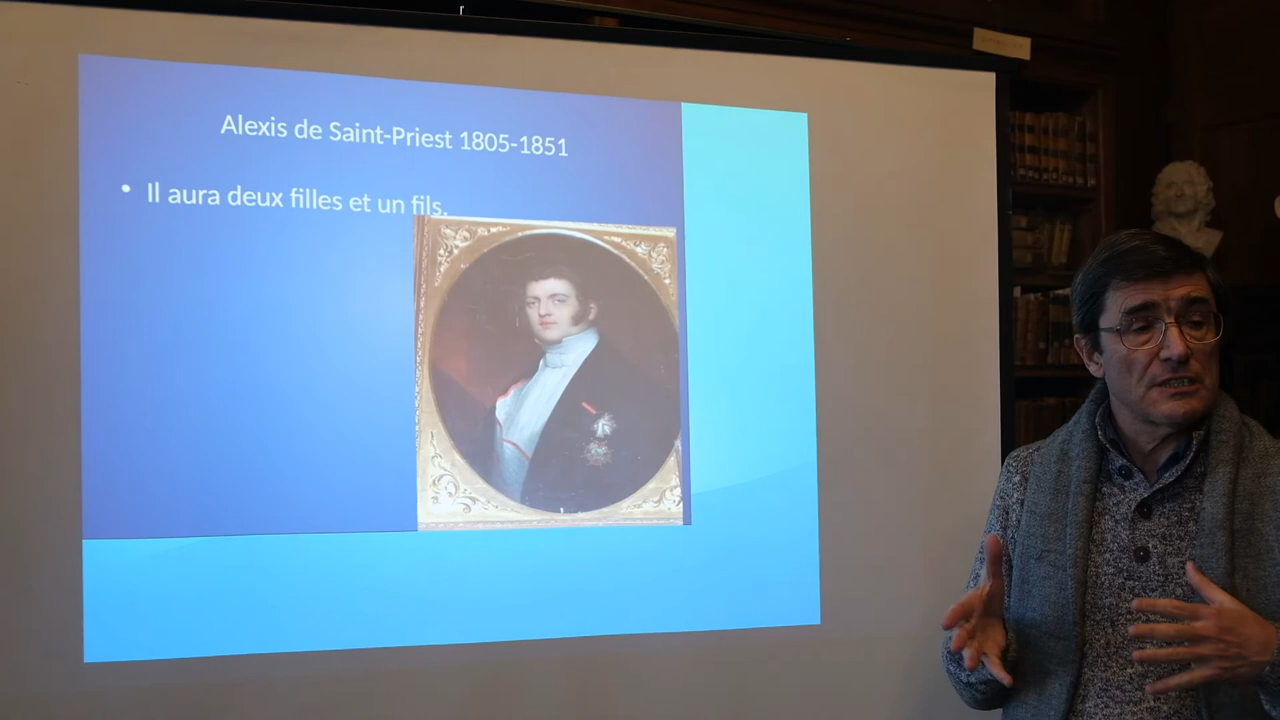 Alexis de Saint-Priest 1805-1851
• Il aura deux filles et un fils.